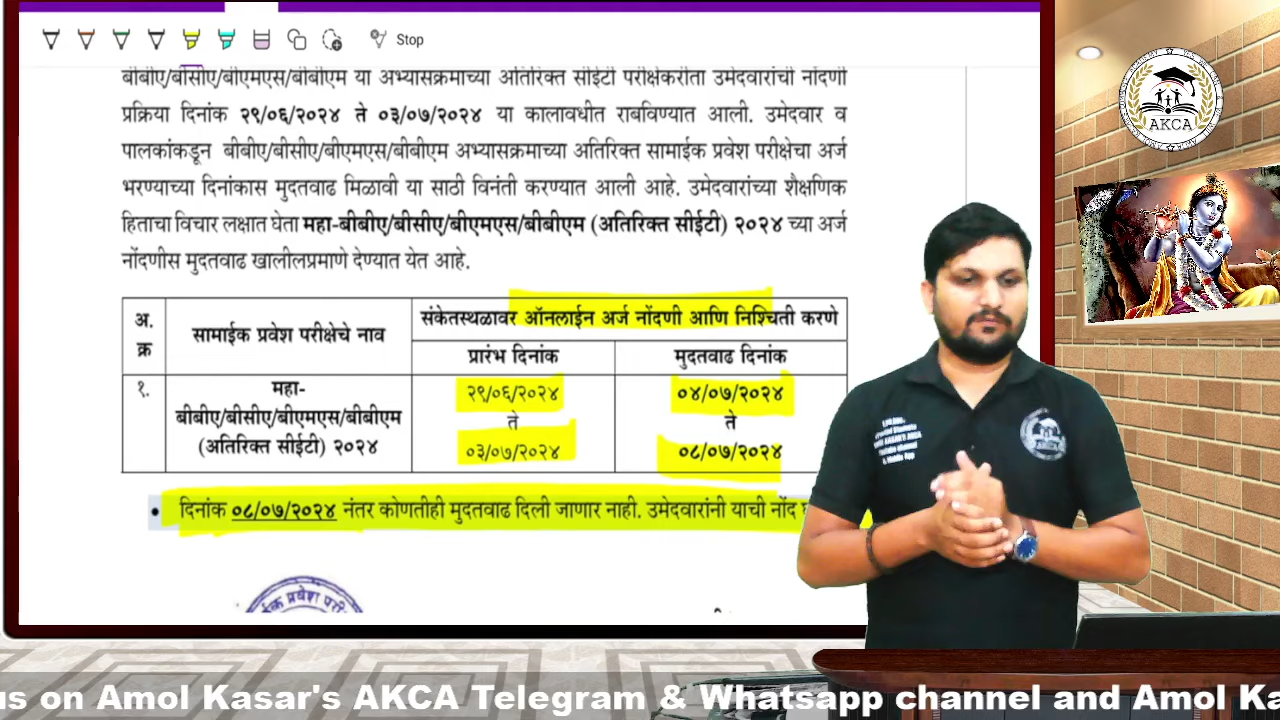 Stop
बीबीए/बीसीए/बीएमएस/बीबीएम या अभ्यासक्रमाच्या अतिरिक्त सीईटी परीक्षेकरीता उमेदवारांची नोंदणी
प्रक्रिया दिनांक २९/०६/२०२४ ते ०३/०७/२०२४ या कालावधीत राबविण्यात आली. उमेदवार व
पालकांकडून बीबीए/बीसीए/बीएमएस/बीबीएम अभ्यासक्रमाच्या अतिरिक्त सामाईक प्रवेश परीक्षेचा अर्ज
भरण्याच्या दिनांकास मुदतवाढ मिळावी या साठी विनंती करण्यात आली आहे. उमेदवारांच्या शैक्षणिक
हिताचा विचार लक्षात घेता महा-बीबीए/बीसीए/बीएमएस/बीबीएम (अतिरिक्त सीईटी) २०२४ च्या अर्ज
नोंदणीस मुदतवाढ खालीलप्रमाणे देण्यात येत आहे.
अ.
क्र
सामाईक प्रवेश परीक्षेचे नाव
संकेतस्थळावर ऑनलाईन अर्ज नोंदणी आणि निश्चिती करणे
प्रारंभ दिनांक
मुदतवाढ दिनांक
१.
महा-
बीबीए/बीसीए/बीएमएस/बीबीएम
(अतिरिक्त सीईटी) २०२४
२९/०६/२०२४
ते
०३/०७/२०२४
०४/०७/२०२४
ते
०८/०७/२०२४
• दिनांक ०८/०७/२०२४ नंतर कोणतीही मुदतवाढ दिली जाणार नाही. उमेदवारांनी याची नोंद
प्रवेश
AKCA
us on Amol Kasar's AKCA Telegram & Whatsapp channel and Amol Ka